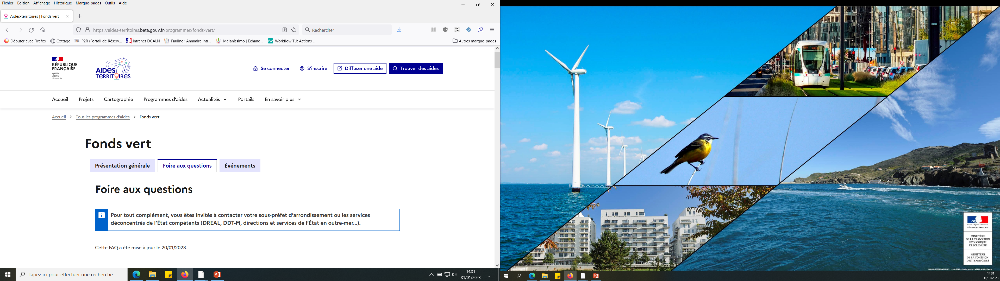 Fichier Édition Affichage Historique Marque-pages Outils Aide
Aides-territoires | Fonds vert
https://aides-territoires.beta.gouv.fr/programmes/fonds-vert/
Rechercher
Débuter avec Firefox Cottage P2R (Portail de Réserv... Intranet DGALN Pauline : Annuaire Intr... Mélanissimo | Échang... Workflow TU: Actions ... Autres marque-pages
RÉPUBLIQUE
FRANÇAISE
Liberté
Égalité
Fraternité
AIDES
TERRITOIRES
Se connecter S'inscrire Diffuser une aide Trouver des aides
Accueil Projets Cartographie Programmes d'aides Actualités Portails En savoir plus
Accueil > Tous les programmes d'aides > Fonds vert
Fonds vert
Présentation générale Foire aux questions Événements
Foire aux questions
Pour tout complément, vous êtes invités à contacter votre sous-préfet d'arrondissement ou les services
déconcentrés de l'État compétents (DREAL, DDT-M, directions et services de l'État en outre-mer...).
Cette FAQ a été mise à jour le 20/01/2023.
Tapez ici pour effectuer une recherche
14:31
31/01/2023
Liberté • Égalité • Fraternité
RÉPUBLIQUE FRANÇAISE
MINISTÈRE
DE LA TRANSITION
ÉCOLOGIQUE
ET SOLIDAIRE
MINISTÈRE
DE LA COHÉSION
DES TERRITOIRES
14:31
31/01/2023